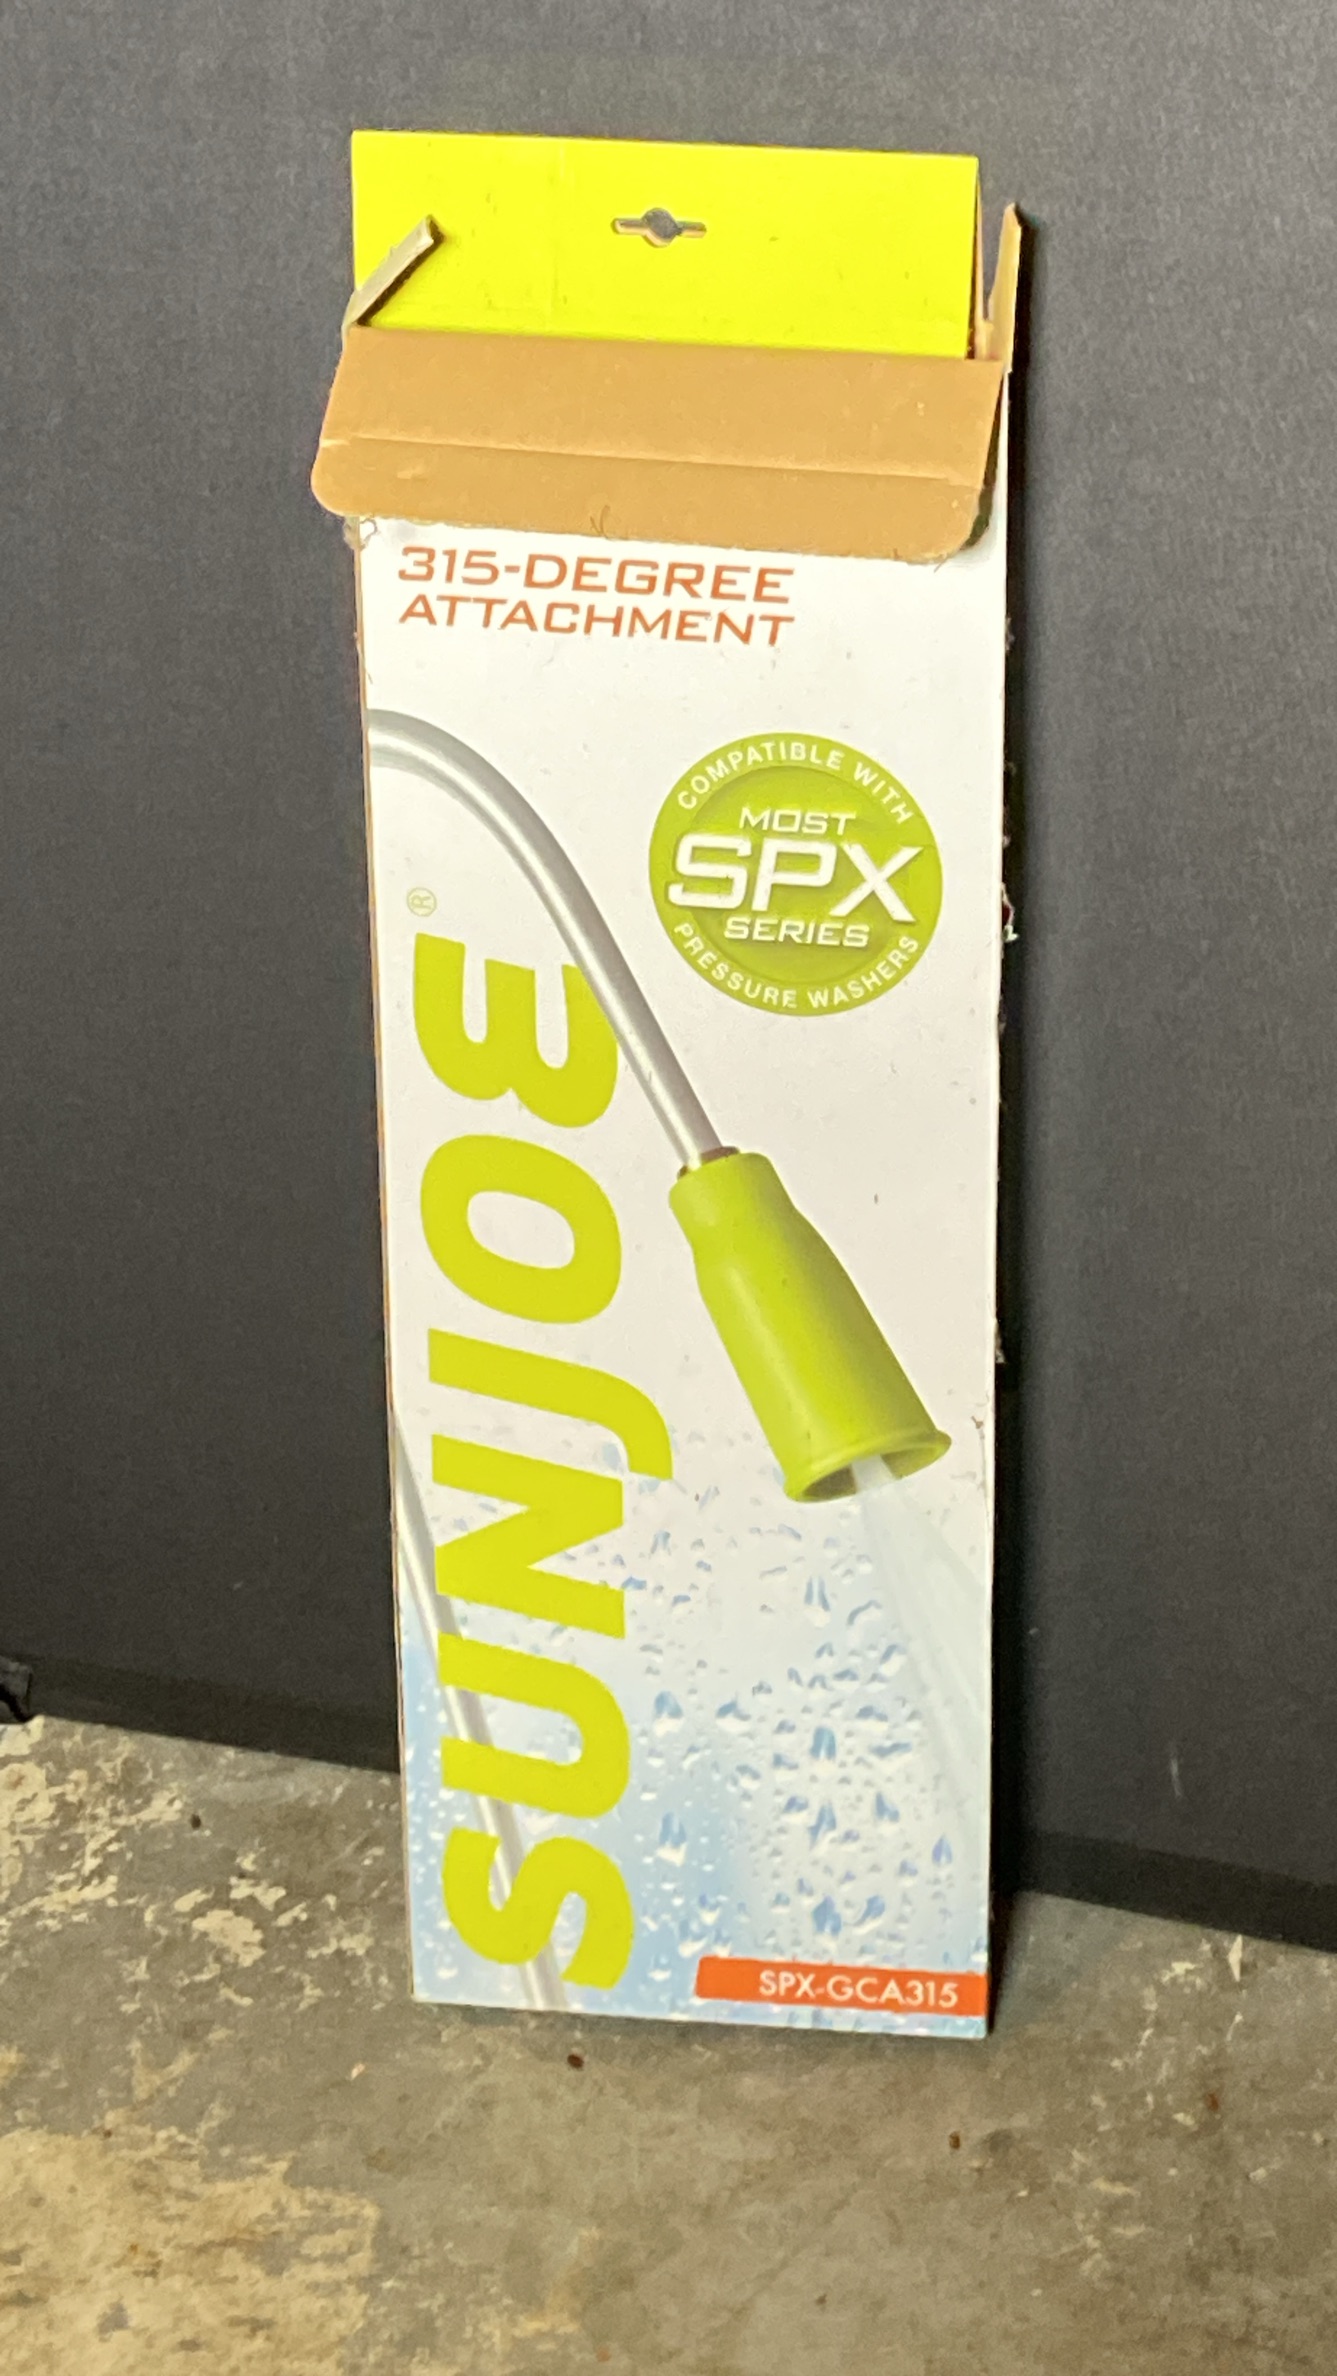 315-DEGREE
ATTACHMENT
COMPATIBLE WITH
MOST
SPX
SERIES
PRESSURE WASHERS
SUNJOE®
SPX-GCA315